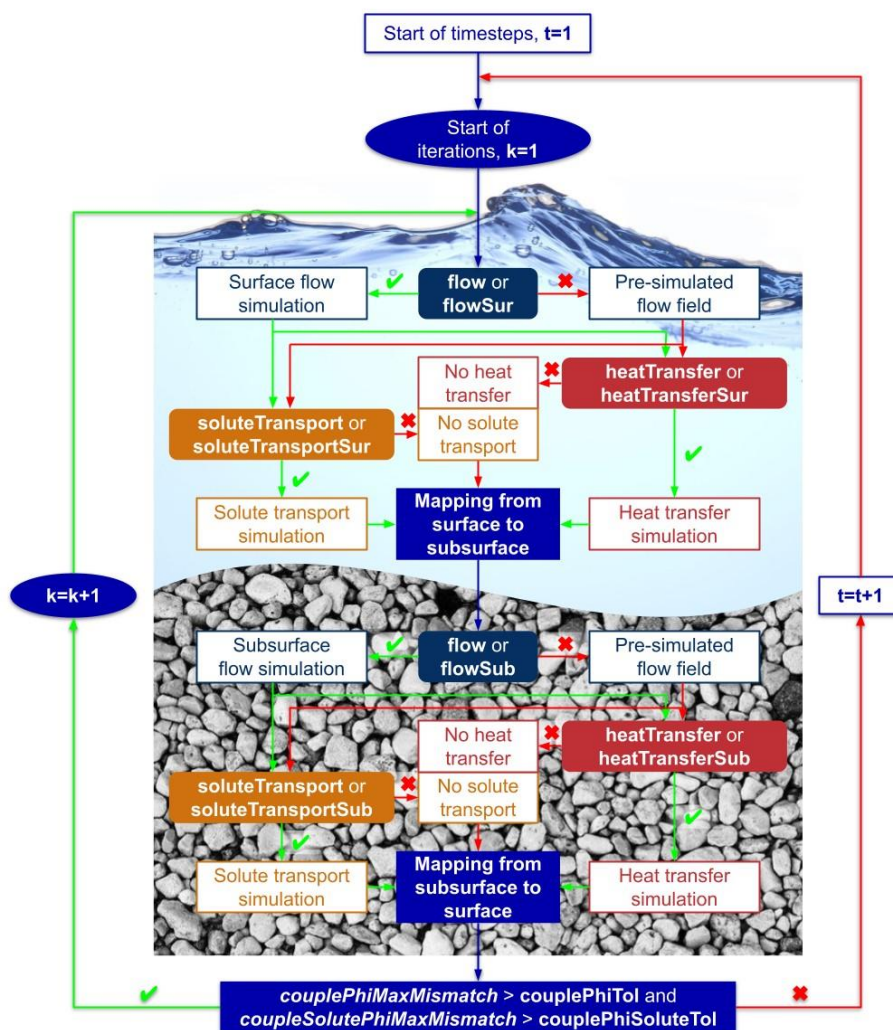 Start of timesteps, t=1
Start of
iterations, k=1
Surface flow
simulation
flow or
flowSur
Pre-simulated
flow field
No heat
transfer
heatTransfer or
heatTransferSur
soluteTransport or
soluteTransportSur
No solute
transport
Solute transport
simulation
Mapping from
surface to
subsurface
Heat transfer
simulation
k=k+1
t=t+1
Subsurface
flow simulation
flow or
flowSub
Pre-simulated
flow field
No heat
transfer
heatTransfer or
heatTransferSub
soluteTransport or
soluteTransportSub
No solute
transport
Solute transport
simulation
Mapping from
subsurface to
surface
Heat transfer
simulation
couplePhiMaxMismatch > couplePhiTol and
coupleSolutePhiMaxMismatch > couplePhiSoluteTol